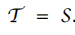 𝒯 = 𝒮.